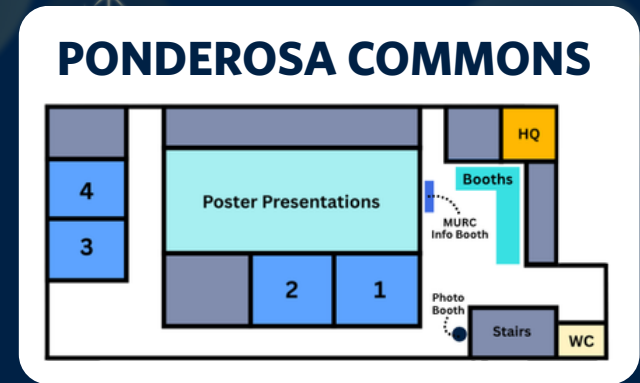 PONDEROSA COMMONS
HQ
4
Booths
Poster Presentations
MURC
Info Booth
3
2
1
Photo
Booth
Stairs
WC